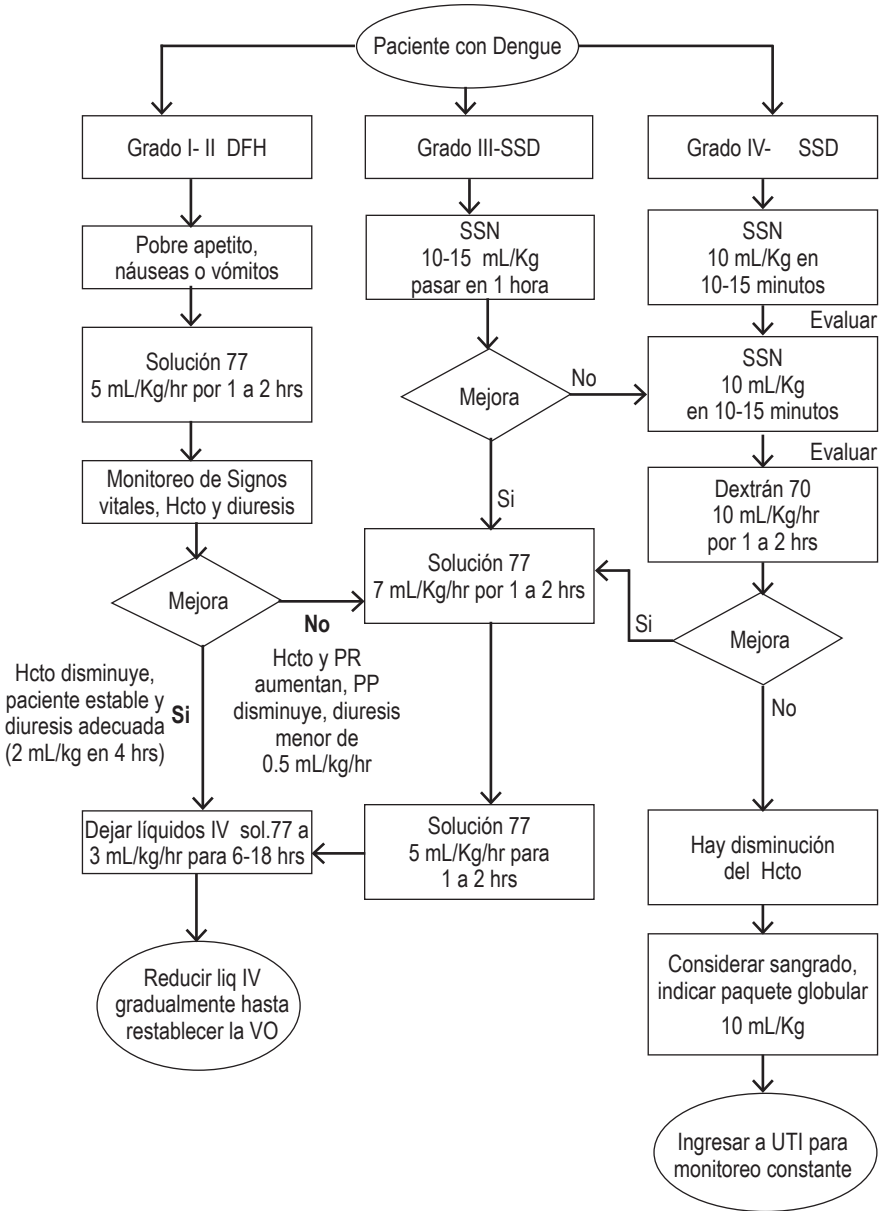 Paciente con Dengue
Grado I- II DFH
Pobre apetito,
náuseas o vómitos
Solución 77
5 mL/Kg/hr por 1 a 2 hrs
Monitoreo de Signos
vitales, Hcto y diuresis
Mejora
No
Hcto y PR
aumentan, PP
disminuye, diuresis
menor de
0.5 mL/kg/hr
Si
Hcto disminuye,
paciente estable y
diuresis adecuada
(2 mL/kg en 4 hrs)
Dejar líquidos IV sol.77 a
3 mL/kg/hr para 6-18 hrs
Reducir liq IV
gradualmente hasta
restablecer la VO
Grado III-SSD
SSN
10-15 mL/Kg
pasar en 1 hora
Mejora
No
Si
Solución 77
7 mL/Kg/hr por 1 a 2 hrs
Solución 77
5 mL/Kg/hr para
1 a 2 hrs
Grado IV- SSD
SSN
10 mL/Kg en
10-15 minutos
Evaluar
SSN
10 mL/Kg
en 10-15 minutos
Evaluar
Dextrán 70
10 mL/Kg/hr
por 1 a 2 hrs
Mejora
Si
No
Hay disminución
del Hcto
Considerar sangrado,
indicar paquete globular
10 mL/Kg
Ingresar a UTI para
monitoreo constante